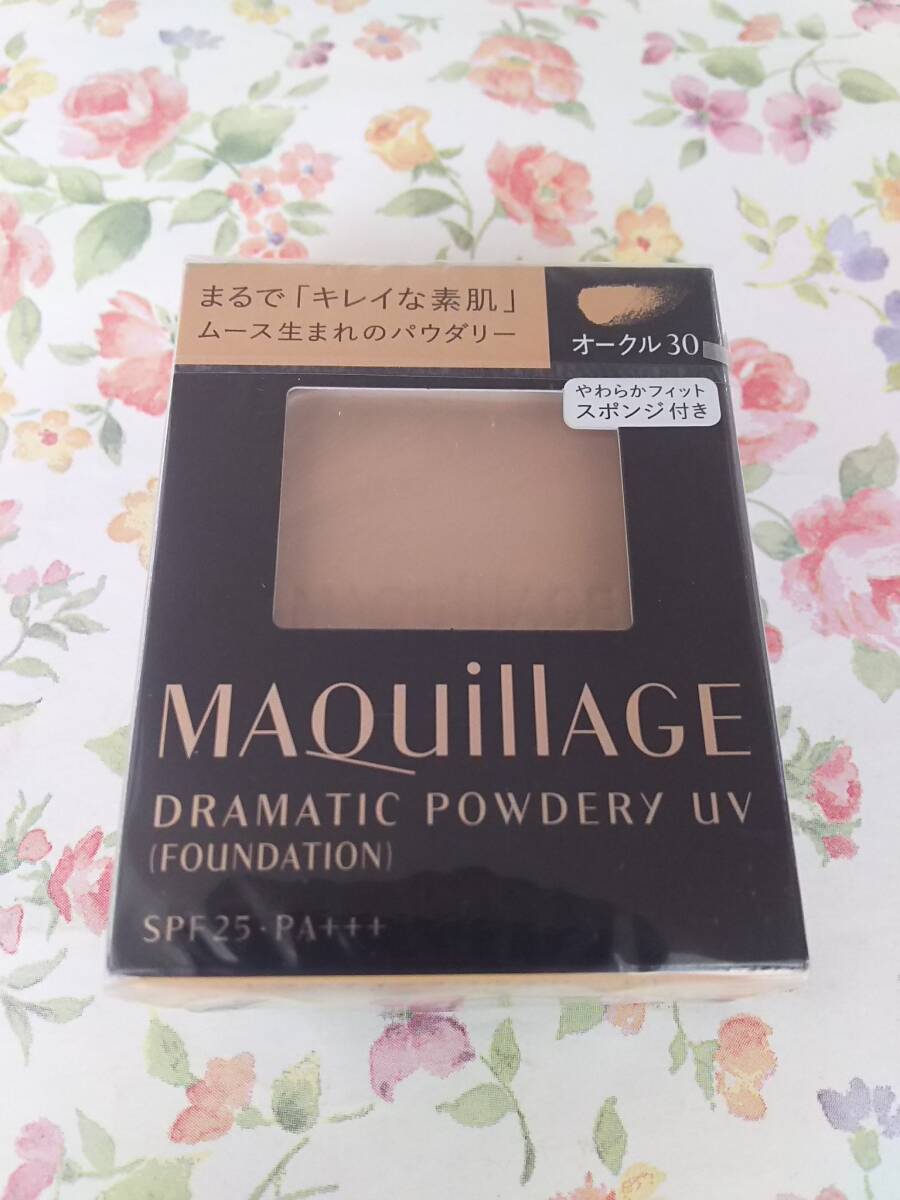 まるで「キレイな素肌」
ムース生まれのパウダリー
オークル30
やわらかフィット
スポンジ付き
MAQuillAGE
DRAMATIC POWDERY UV
(FOUNDATION)
SPF25・PA+++